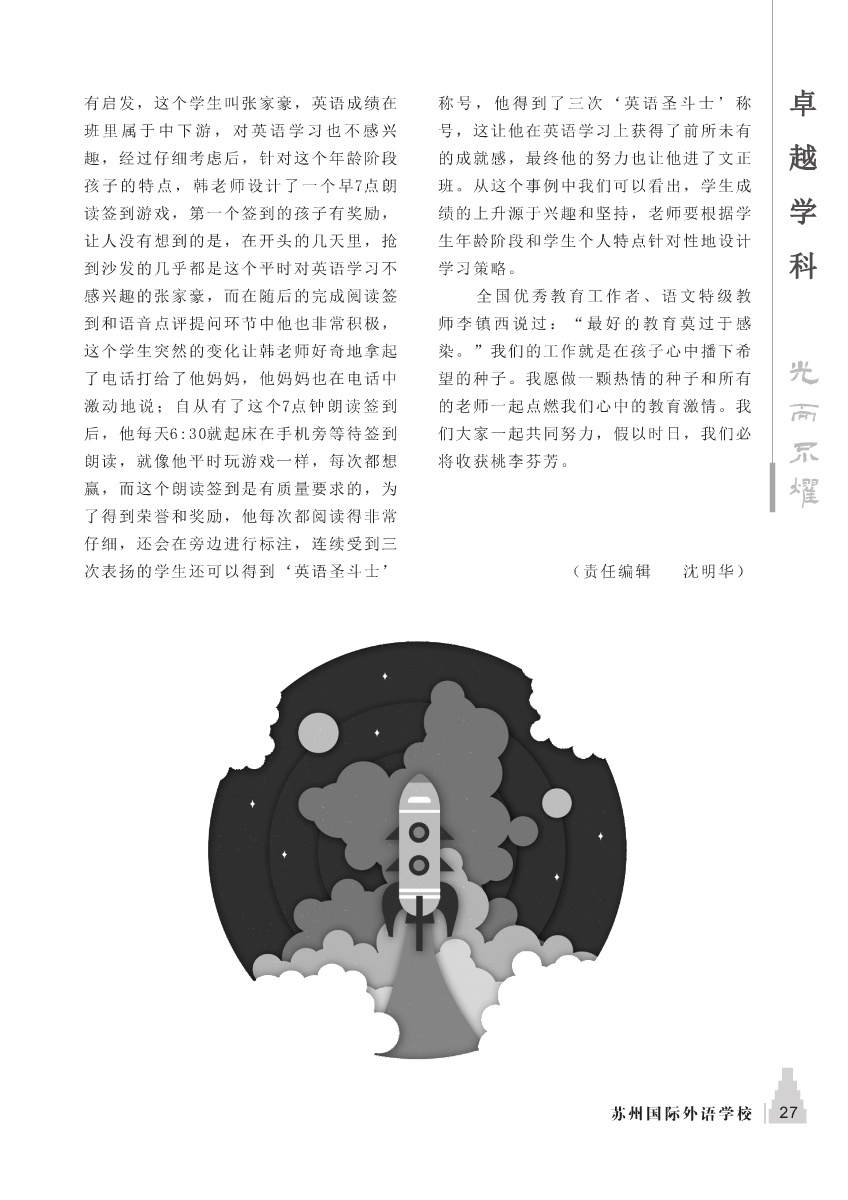 有启发，这个学生叫张家豪，英语成绩在
班里属于中下游，对英语学习也不感兴
趣，经过仔细考虑后，针对这个年龄阶段
孩子的特点，韩老师设计了一个早7点朗
读签到游戏，第一个签到的孩子有奖励，
让人没有想到的是，在开头的几天里，抢
到沙发的几乎都是这个平时对英语学习不
感兴趣的张家豪，而在随后的完成阅读签
到和语音点评提问环节中他也非常积极，
这个学生突然的变化让韩老师好奇地拿起
了电话打给了他妈妈，他妈妈也在电话中
激动地说；自从有了这个7点钟朗读签到
后，他每天6:30就起床在手机旁等待签到
朗读，就像他平时玩游戏一样，每次都想
赢，而这个朗读签到是有质量要求的，为
了得到荣誉和奖励，他每次都阅读得非常
仔细，还会在旁边进行标注，连续受到三
次表扬的学生还可以得到‘英语圣斗士’
称号，他得到了三次‘英语圣斗士’称
号，这让他在英语学习上获得了前所未有
的成就感，最终他的努力也让他进了文正
班。从这个事例中我们可以看出，学生成
绩的上升源于兴趣和坚持，老师要根据学
生年龄阶段和学生个人特点针对性地设计
学习策略。
全国优秀教育工作者、语文特级教
师李镇西说过：“最好的教育莫过于感
染。”我们的工作就是在孩子心中播下希
望的种子。我愿做一颗热情的种子和所有
的老师一起点燃我们心中的教育激情。我
们大家一起共同努力，假以时日，我们必
将收获桃李芬芳。
（责任编辑　沈明华）
卓越学科
光而不耀
苏州国际外语学校
27